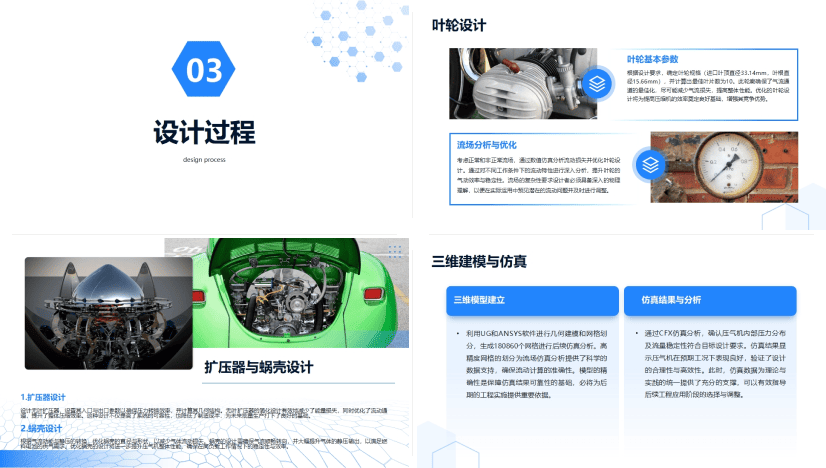 03
设计过程
design process
叶轮设计
叶轮基本参数
根据设计要求，确定叶轮规格（进口叶顶直径33.14mm、叶根直
径15.66mm），并计算出最佳叶片数为10。此轮廓确保了气流通
道的最佳化，尽可能减少气流损失，提高整体性能。优化的叶轮设
计将为提高压缩机的效率奠定良好基础，增强其竞争优势。
流场分析与优化
考虑正常和非正常流场，通过数值仿真分析流动损失并优化叶轮设
计。通过对不同工作条件下的流动特性进行深入分析，提升叶轮的
气动效率与稳定性。流场的复杂性要求设计者必须具备深入的物理
理解，以便在实际运用中预见潜在的流动问题并及时进行调整。
扩压器与蜗壳设计
1.扩压器设计
2.蜗壳设计
三维建模与仿真
三维模型建立
• 利用UG和ANSYS软件进行几何建模和网格划
分，生成180860个网格进行后续仿真分析。高
精度网格的划分为流场仿真分析提供了科学的
数据支持，确保流动计算的准确性。模型的精
确性是保障仿真结果可靠性的基础，必将为后
期的工程实施提供重要依据。
仿真结果与分析
• 通过CFX仿真分析，确认压气机内部压力分布
及流量稳定性符合目标设计要求。仿真结果显
示压气机在预期工况下表现良好，验证了设计
的合理性与高效性。此时，仿真数据为理论与
实践的统一提供了充分的支撑，可以有效指导
后续工程应用阶段的选择与调整。